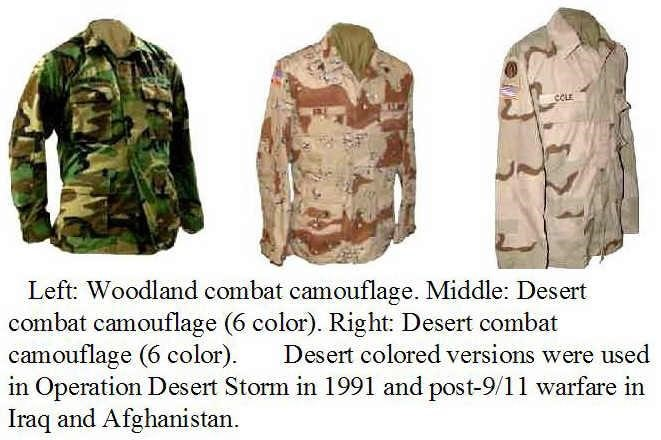 COLE
Left: Woodland combat camouflage. Middle: Desert
combat camouflage (6 color). Right: Desert combat
camouflage (6 color). Desert colored versions were used
in Operation Desert Storm in 1991 and post-9/11 warfare in
Iraq and Afghanistan.